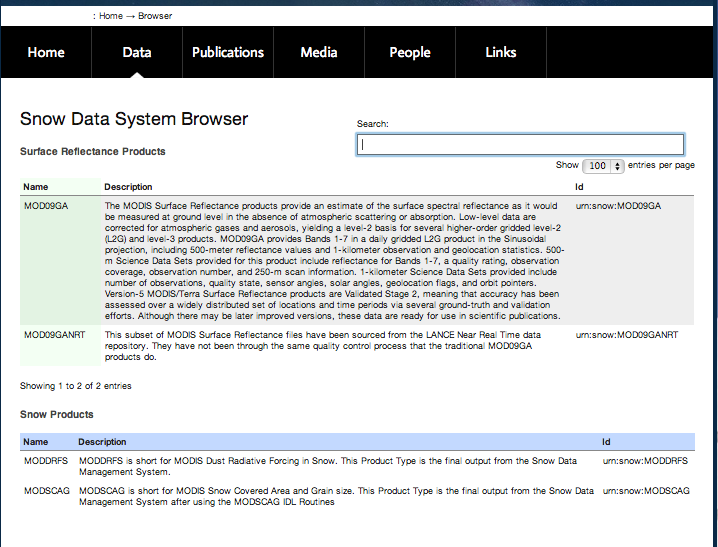 : Home → Browser
Home Data Publications Media People Links
Snow Data System Browser
Search:
Surface Reflectance Products
Show 100 entries per page
Name Description Id
MOD09GA The MODIS Surface Reflectance products provide an estimate of the surface spectral reflectance as it would urn:snow:MOD09GA
be measured at ground level in the absence of atmospheric scattering or absorption. Low-level data are
corrected for atmospheric gases and aerosols, yielding a level-2 basis for several higher-order gridded level-2
(L2G) and level-3 products. MOD09GA provides Bands 1-7 in a daily gridded L2G product in the Sinusoidal
projection, including 500-meter reflectance values and 1-kilometer observation and geolocation statistics. 500-
m Science Data Sets provided for this product include reflectance for Bands 1-7, a quality rating, observation
coverage, observation number, and 250-m scan information. 1-kilometer Science Data Sets provided include
number of observations, quality state, sensor angles, solar angles, geolocation flags, and orbit pointers.
Version-5 MODIS/Terra Surface Reflectance products are Validated Stage 2, meaning that accuracy has been
assessed over a widely distributed set of locations and time periods via several ground-truth and validation
efforts. Although there may be later improved versions, these data are ready for use in scientific publications.
MOD09GANRT This subset of MODIS Surface Reflectance files have been sourced from the LANCE Near Real Time data urn:snow:MOD09GANRT
repository. They have not been through the same quality control process that the traditional MOD09GA
products do.
Showing 1 to 2 of 2 entries
Snow Products
Name Description Id
MODDRFS MODDRFS is short for MODIS Dust Radiative Forcing in Snow. This Product Type is the final output from the Snow Data urn:snow:MODDRFS
Management System.
MODSCAG MODSCAG is short for MODIS Snow Covered Area and Grain size. This Product Type is the final output from the Snow Data urn:snow:MODSCAG
Management System after using the MODSCAG IDL Routines